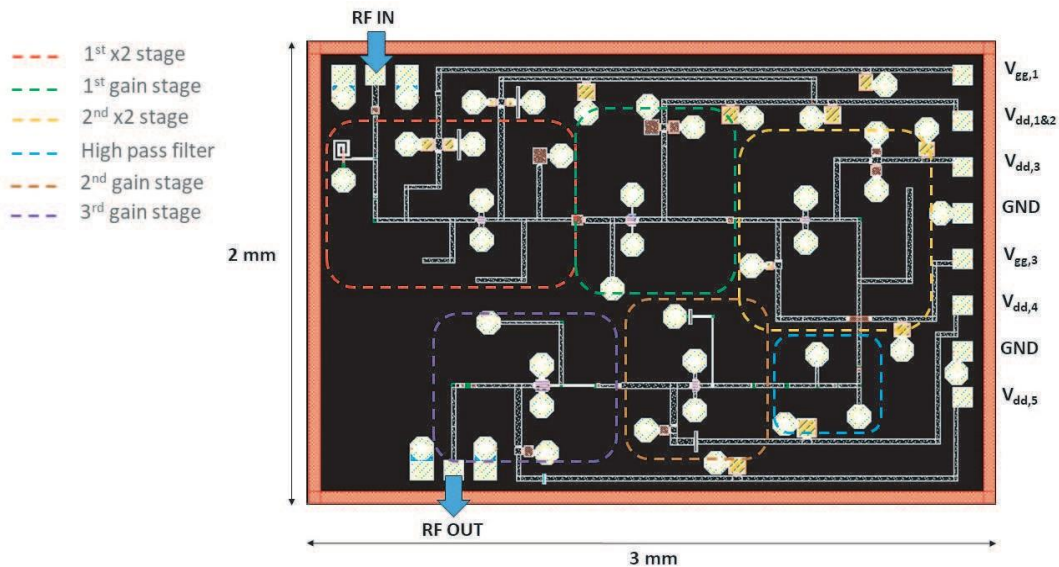 RF IN
1st x2 stage
1st gain stage
2nd x2 stage
High pass filter
2nd gain stage
3rd gain stage
2 mm
Vgg,1
Vdd,1&2
Vdd,3
GND
Vgg,3
Vdd,4
GND
Vdd,5
RF OUT
3 mm